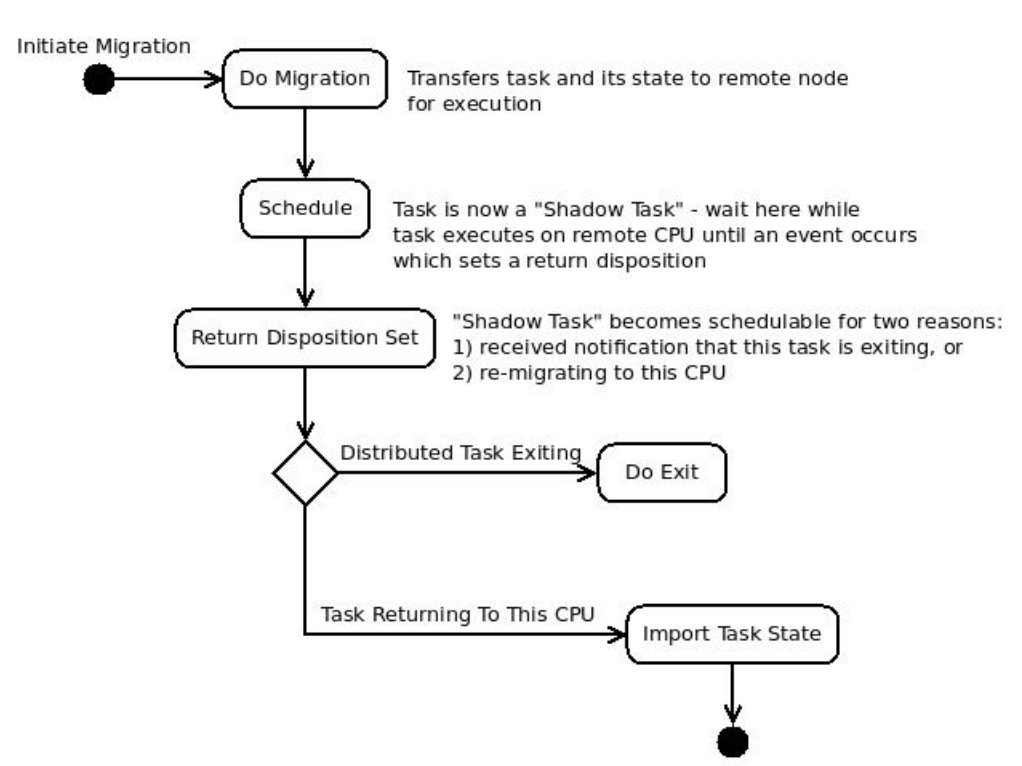 Initiate Migration
Do Migration
Transfers task and its state to remote node
for execution
Schedule
Task is now a "Shadow Task" - wait here while
task executes on remote CPU until an event occurs
which sets a return disposition
Return Disposition Set
"Shadow Task" becomes schedulable for two reasons:
1) received notification that this task is exiting, or
2) re-migrating to this CPU
Distributed Task Exiting
Do Exit
Task Returning To This CPU
Import Task State